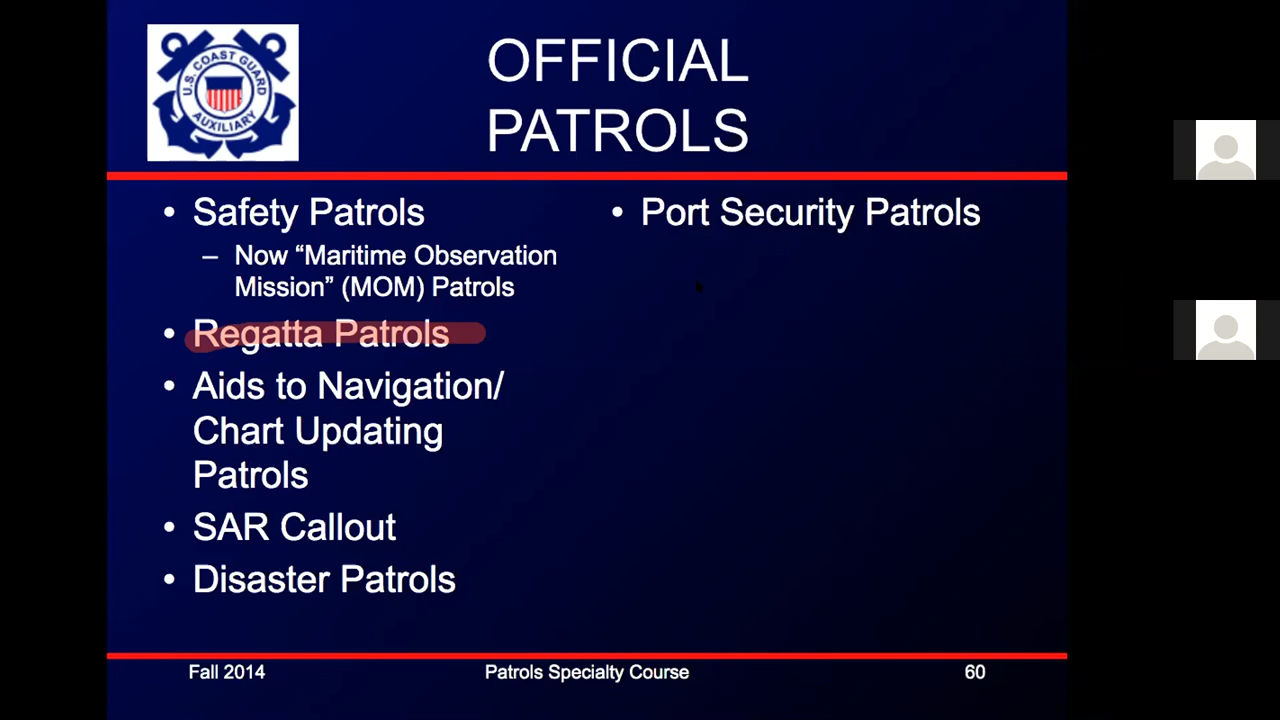 U.S. COAST GUARD
AUXILIARY
OFFICIAL
PATROLS
• Safety Patrols
– Now “Maritime Observation
Mission” (MOM) Patrols
• Regatta Patrols
• Aids to Navigation/
Chart Updating
Patrols
• SAR Callout
• Disaster Patrols
• Port Security Patrols
Fall 2014
Patrols Specialty Course
60